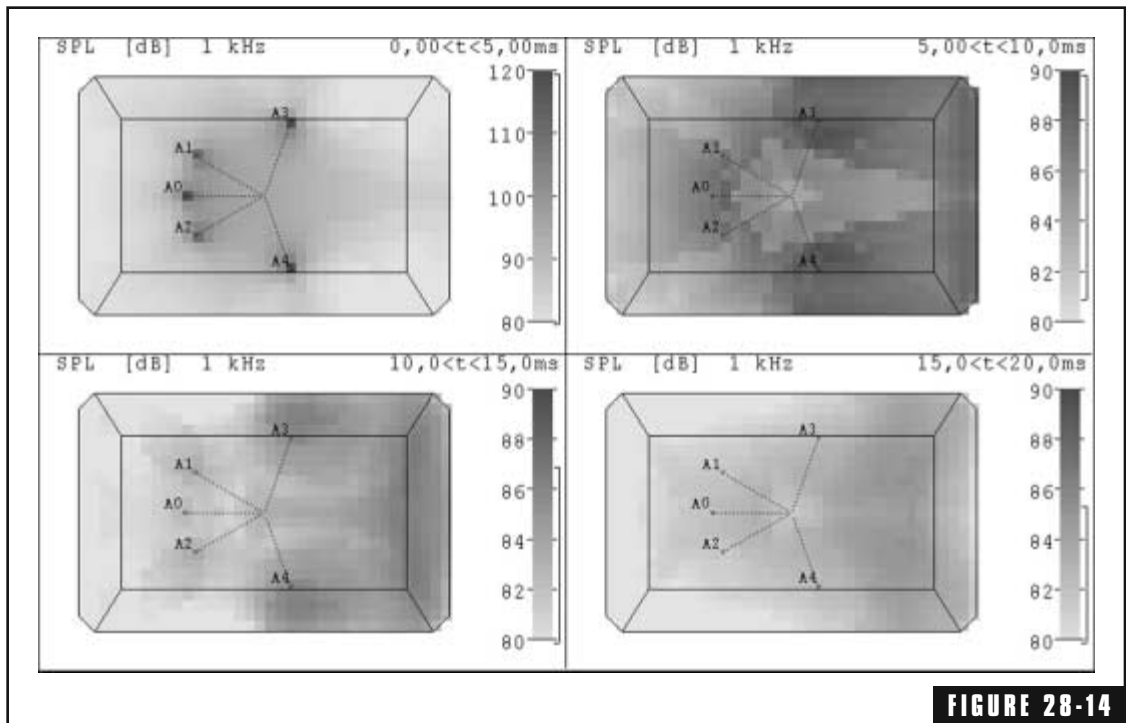 SPL [dB] 1 kHz 0,00<t<5,00ms
120
110
100
90
80
A3
A1
A0
A2
A4
SPL [dB] 1 kHz 5,00<t<10,0ms
90
88
86
84
82
80
A3
A1
A0
A2
A4
SPL [dB] 1 kHz 10,0<t<15,0ms
90
88
86
84
82
80
A3
A1
A0
A2
A4
SPL [dB] 1 kHz 15,0<t<20,0ms
90
88
86
84
82
80
A3
A1
A0
A2
A4
FIGURE 28-14